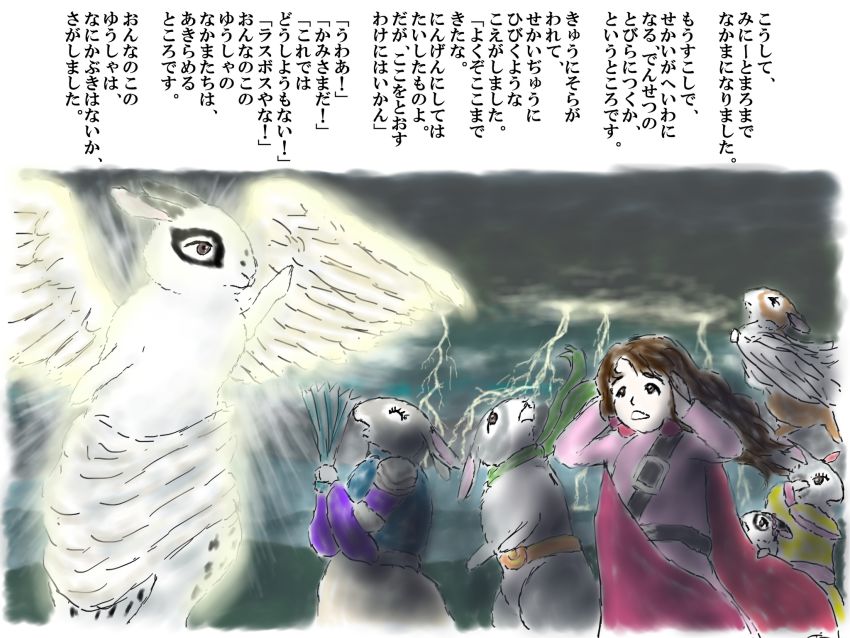 こうして、
みにーとまろまで
なかまになりました。
もうすこしで、
せかいがへいわに
なる、でんせつの
とびらにつくか、
というところです。
きゅうにそらが
われて、
せかいぢゅうに
ひびくような
こえがしました。
「よくぞここまで
きたな。
にんげんにしては
たいしたものよ。
だが、ここをとおす
わけにはいかん」
「うわあ！」
「かみさまだ！」
「これでは
どうしようもない！」
「ラスボスやな！」
おんなのこの
ゆうしゃの
なかまたちは、
あきらめる
ところです。
おんなのこの
ゆうしゃは、
なにかぶきはないか、
さがしました。